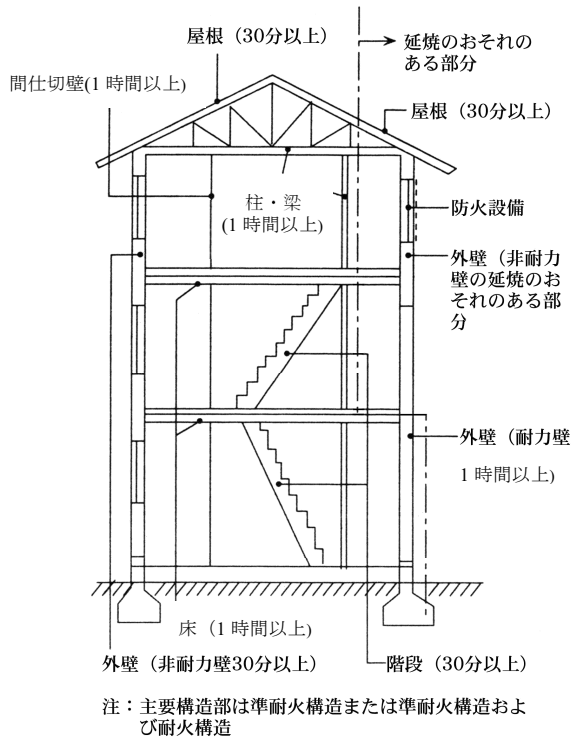 屋根（30分以上）
延焼のおそれの
ある部分
間仕切壁(1 時間以上)
屋根（30分以上）
柱・梁
(1 時間以上)
防火設備
外壁（非耐力
壁の延焼のお
それのある部
分
外壁（耐力壁
1 時間以上)
床（1 時間以上)
外壁（非耐力壁30分以上）
階段（30分以上）
注：主要構造部は準耐火構造または準耐火構造およ
び耐火構造